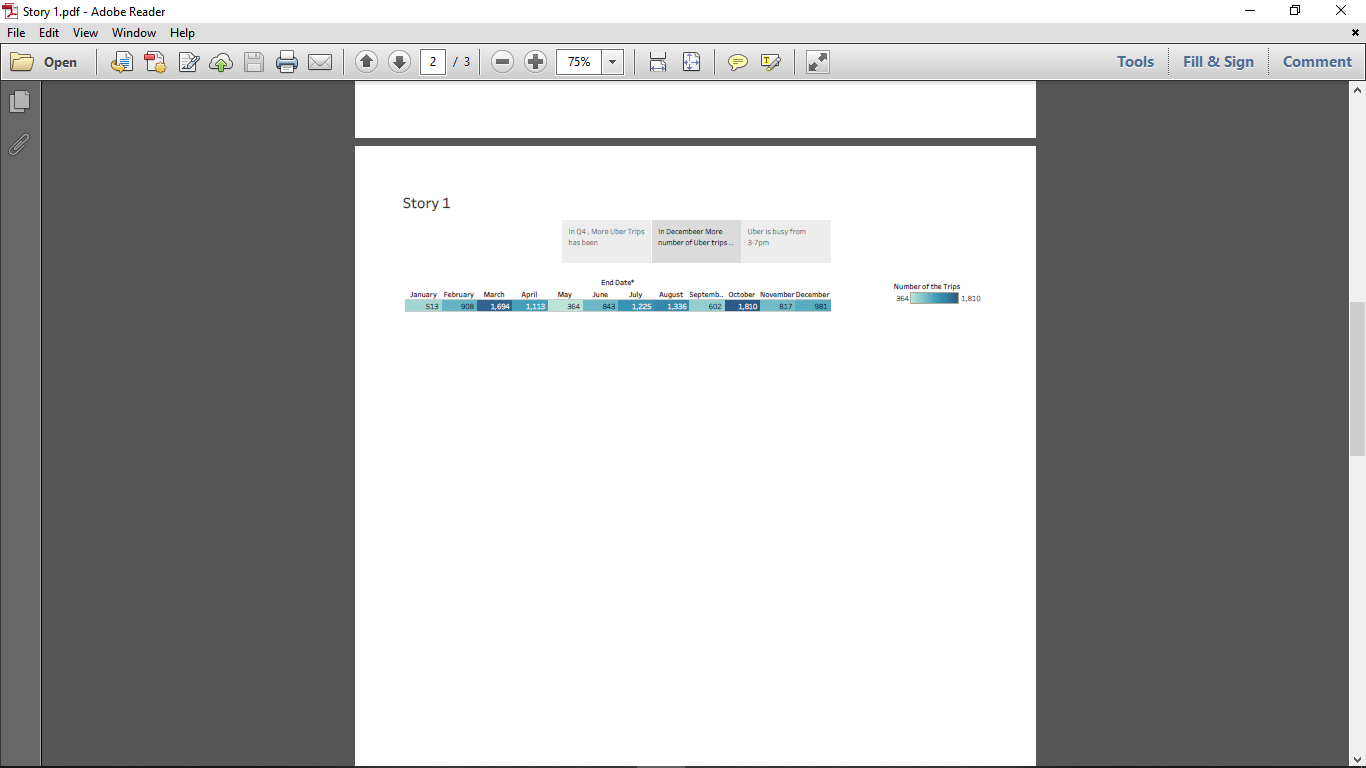 Story 1.pdf - Adobe Reader
File Edit View Window Help
Open 2 / 3 75% Tools Fill & Sign Comment
Story 1
In Q4 , More Uber Trips
has been
In Decembeer More
number of Uber trips...
Uber is busy from
3-7pm
End Date*
January February March April May June July August Septemb.. October November December
513 908 1,694 1,113 364 843 1,225 1,336 602 1,810 817 981
Number of the Trips
364 1,810